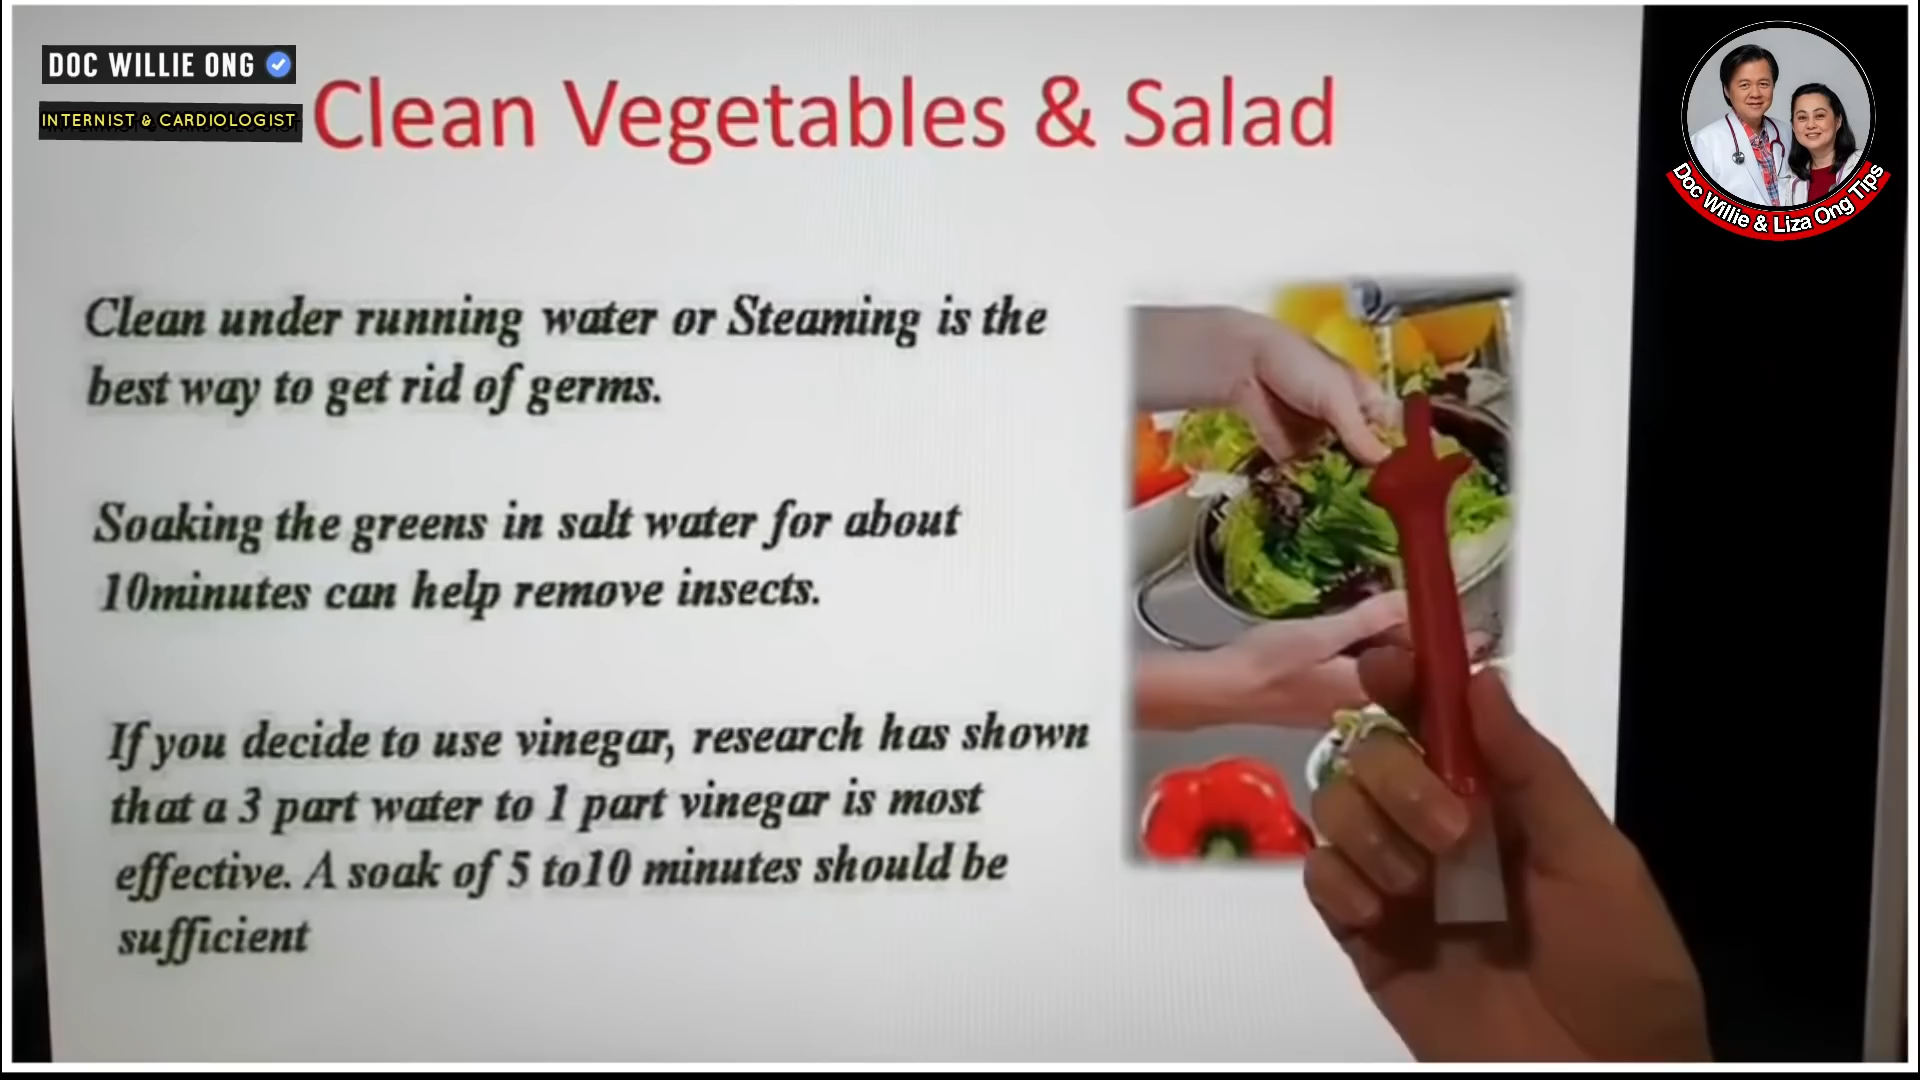 DOC WILLIE ONG
INTERNIST & CARDIOLOGIST
Clean Vegetables & Salad
Doc Willie & Liza Ong Tips
Clean under running water or Steaming is the
best way to get rid of germs.
Soaking the greens in salt water for about
10minutes can help remove insects.
If you decide to use vinegar, research has shown
that a 3 part water to 1 part vinegar is most
effective. A soak of 5 to10 minutes should be
sufficient